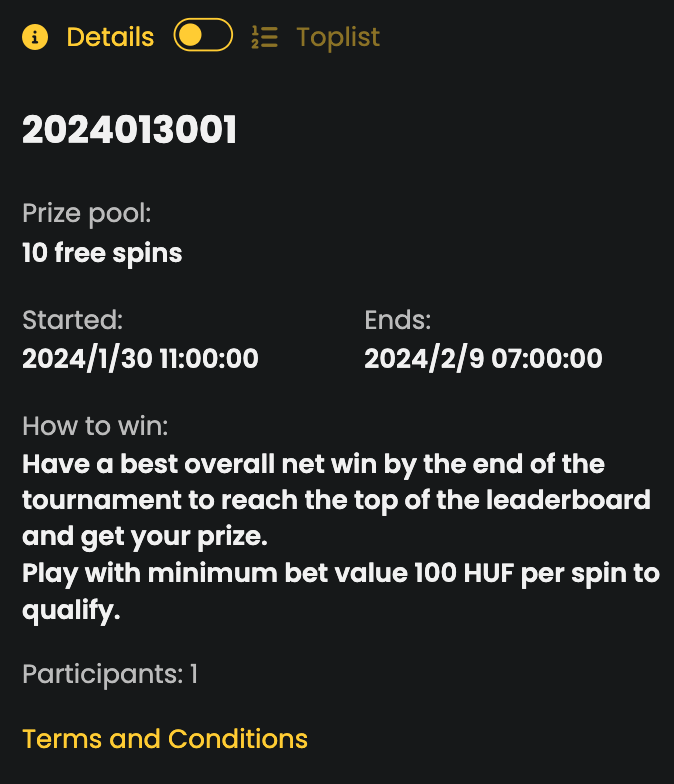 Details
Toplist
2024013001
Prize pool:
10 free spins
Started:
2024/1/30 11:00:00
Ends:
2024/2/9 07:00:00
How to win:
Have a best overall net win by the end of the
tournament to reach the top of the leaderboard
and get your prize.
Play with minimum bet value 100 HUF per spin to
qualify.
Participants: 1
Terms and Conditions